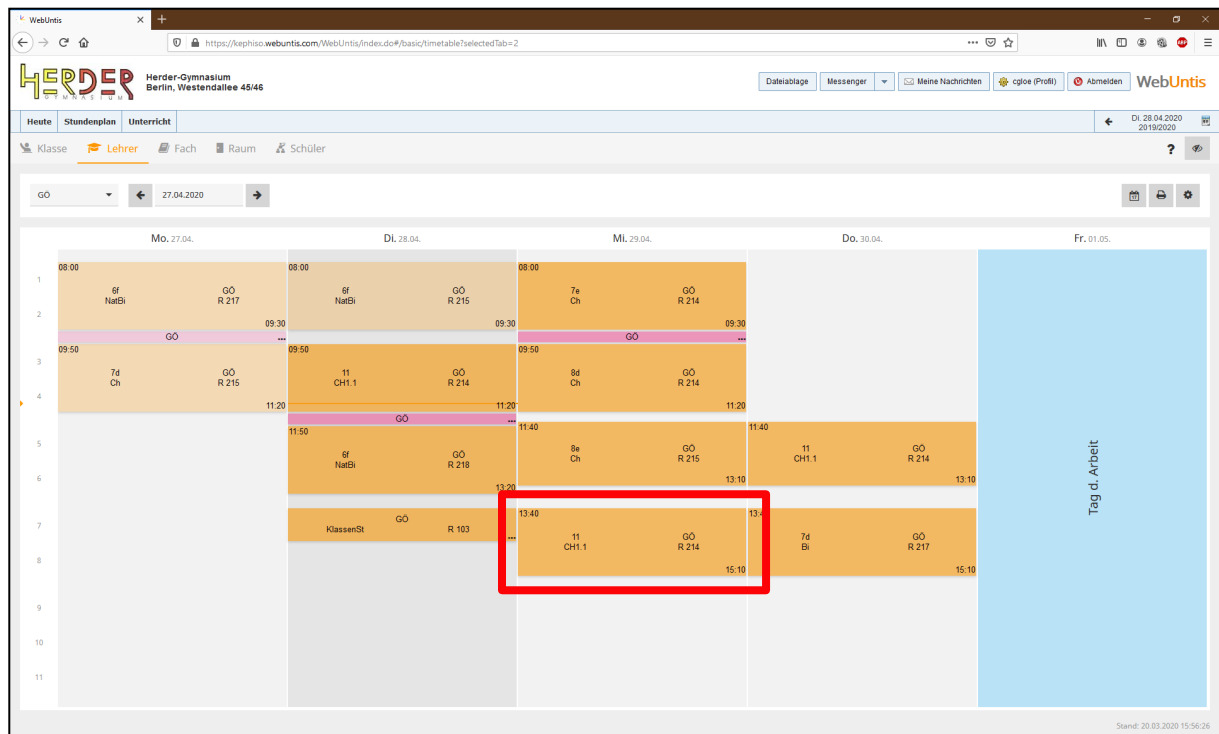 WebUntis
https://kephiso.webuntis.com/WebUntis/index.do#/basic/timetable?selectedTab=2
HERDER
GYMNASIUM
Herder-Gymnasium
Berlin, Westendallee 45/46
Dateiablage
Messenger
Meine Nachrichten
cgloe (Profil)
Abmelden
WebUntis
Heute
Stundenplan
Unterricht
Di. 28.04.2020
2019/2020
Klasse
Lehrer
Fach
Raum
Schüler
?
GÖ
27.04.2020
Mo. 27.04.
Di. 28.04.
Mi. 29.04.
Do. 30.04.
Fr. 01.05.
1
2
3
4
5
6
7
8
9
10
11
08:00
6f GÖ
NatBi R 217
09:30
GÖ ...
09:50
7d GÖ
Ch R 215
11:20
08:00
6f GÖ
NatBi R 215
09:30
09:50
11 GÖ
CH1.1 R 214
11:20
GÖ ...
11:50
6f GÖ
NatBi R 218
13:20
GÖ
KlassenSt R 103
...
08:00
7e GÖ
Ch R 214
09:30
GÖ ...
09:50
8d GÖ
Ch R 214
11:20
11:40
8e GÖ
Ch R 215
13:10
13:40
11 GÖ
CH1.1 R 214
15:10
11:40
11 GÖ
CH1.1 R 214
13:10
13:4
7d GÖ
Bi R 217
15:10
Tag d. Arbeit
Stand: 20.03.2020 15:56:26